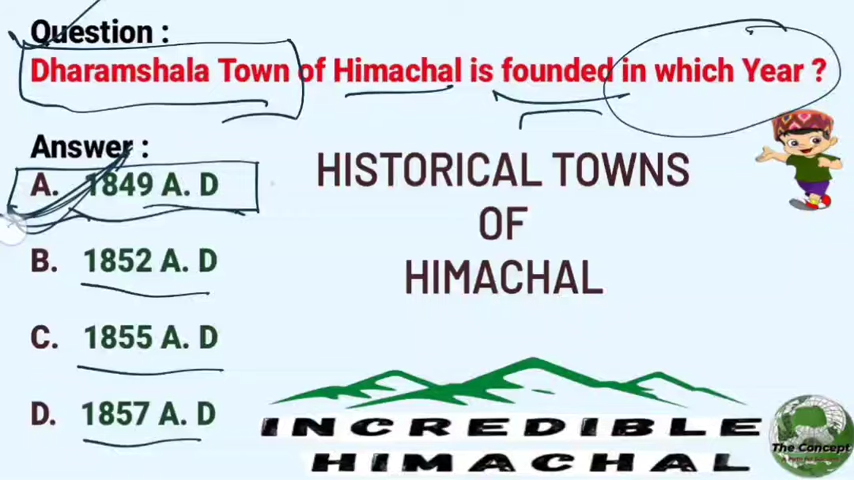 Question :
Dharamshala Town of Himachal is founded in which Year ?
Answer :
A. 1849 A. D
B. 1852 A. D
C. 1855 A. D
D. 1857 A. D
HISTORICAL TOWNS
OF
HIMACHAL
INCREDIBLE
HIMACHAL
The Concept